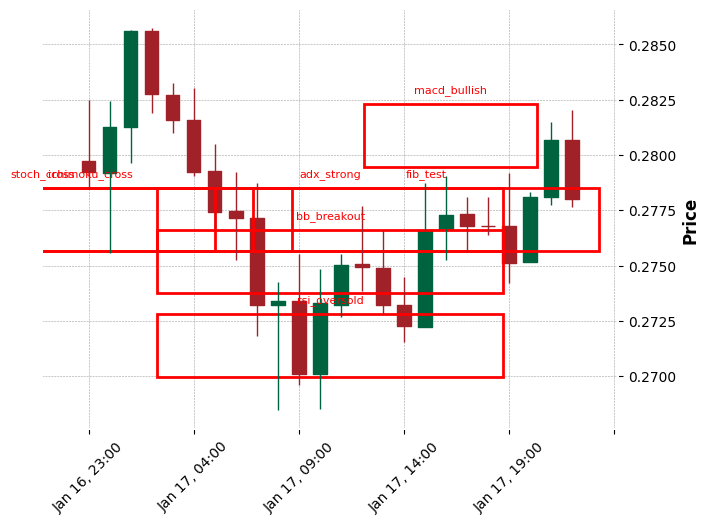 macd_bullish
stoch_cross
ichimoku_cross
adx_strong
fib_test
bb_breakout
rsi_oversold
0.2850
0.2825
0.2800
0.2775
0.2750
0.2725
0.2700
Price
Jan 16, 23:00
Jan 17, 04:00
Jan 17, 09:00
Jan 17, 14:00
Jan 17, 19:00